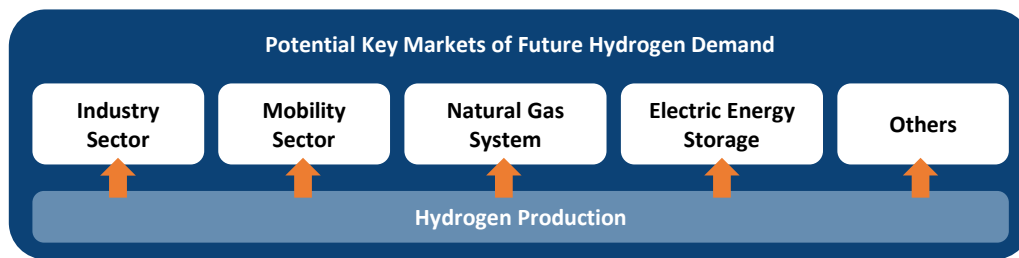 Potential Key Markets of Future Hydrogen Demand
Industry
Sector
Mobility
Sector
Natural Gas
System
Electric Energy
Storage
Others
Hydrogen Production